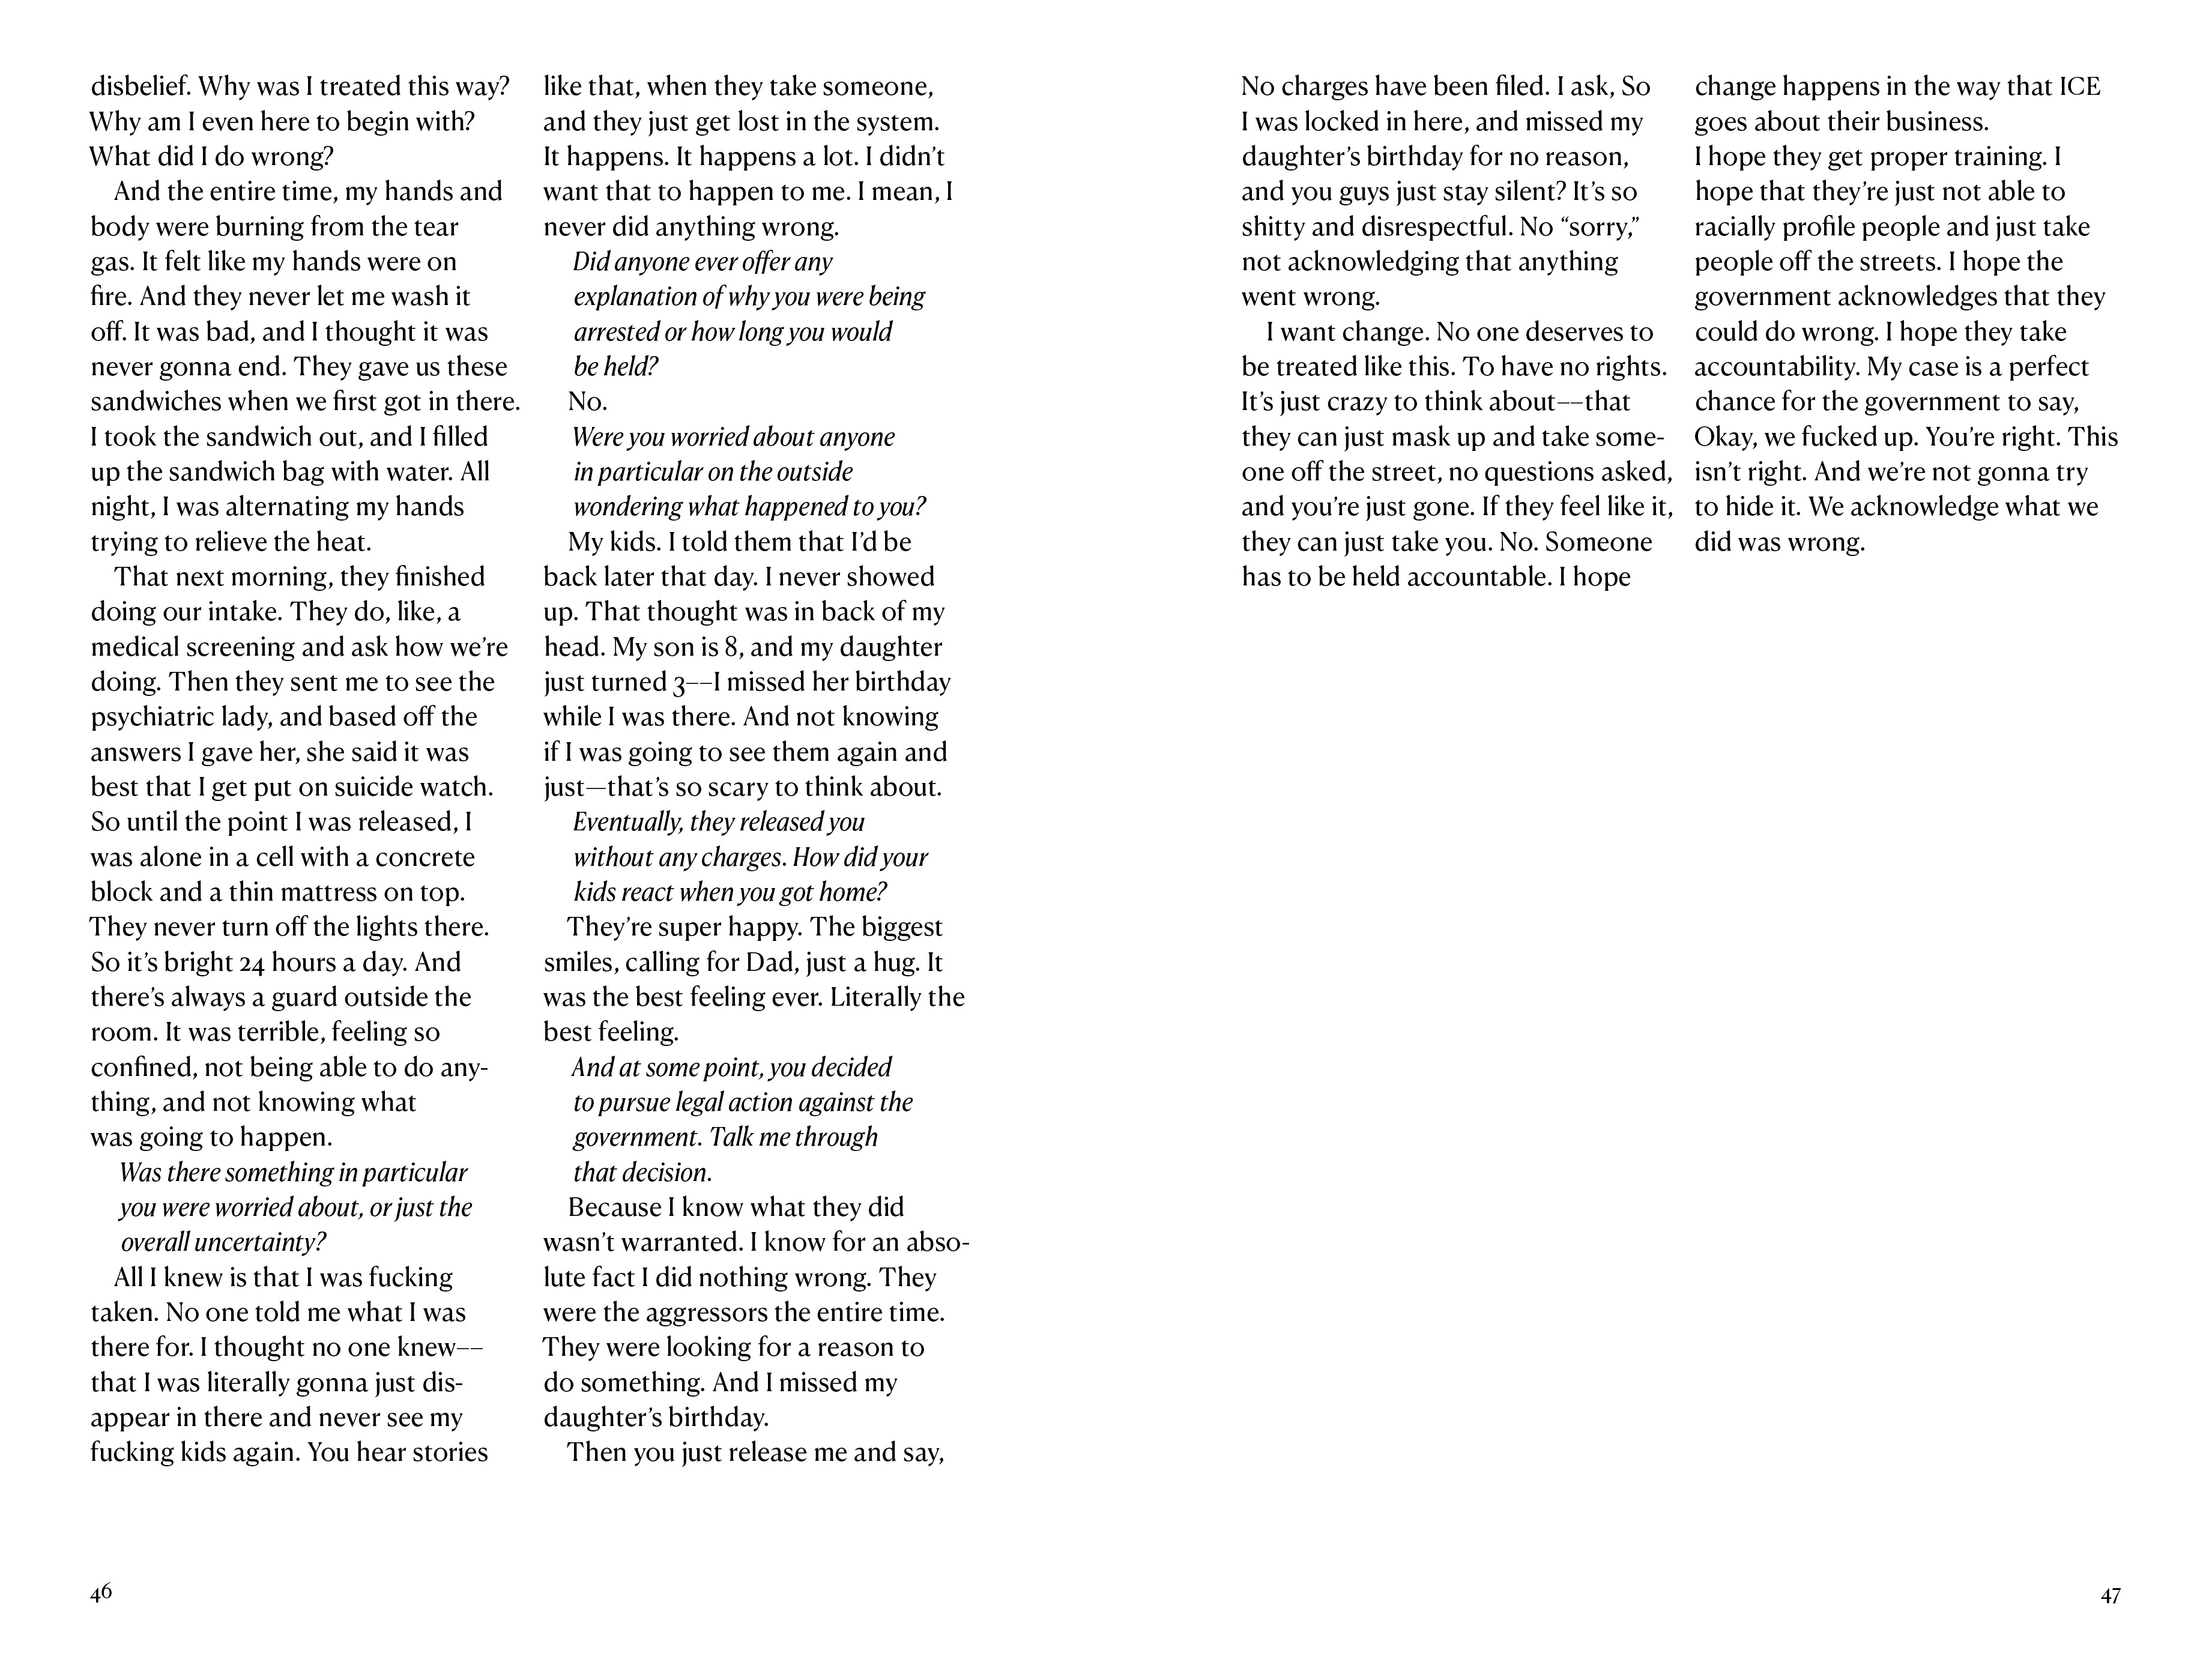 disbelief. Why was I treated this way?
Why am I even here to begin with?
What did I do wrong?
And the entire time, my hands and
body were burning from the tear
gas. It felt like my hands were on
fire. And they never let me wash it
off. It was bad, and I thought it was
never gonna end. They gave us these
sandwiches when we first got in there.
I took the sandwich out, and I filled
up the sandwich bag with water. All
night, I was alternating my hands
trying to relieve the heat.
That next morning, they finished
doing our intake. They do, like, a
medical screening and ask how we’re
doing. Then they sent me to see the
psychiatric lady, and based off the
answers I gave her, she said it was
best that I get put on suicide watch.
So until the point I was released, I
was alone in a cell with a concrete
block and a thin mattress on top.
They never turn off the lights there.
So it’s bright 24 hours a day. And
there’s always a guard outside the
room. It was terrible, feeling so
confined, not being able to do any-
thing, and not knowing what
was going to happen.
Was there something in particular
you were worried about, or just the
overall uncertainty?
All I knew is that I was fucking
taken. No one told me what I was
there for. I thought no one knew––
that I was literally gonna just dis-
appear in there and never see my
fucking kids again. You hear stories
like that, when they take someone,
and they just get lost in the system.
It happens. It happens a lot. I didn’t
want that to happen to me. I mean, I
never did anything wrong.
Did anyone ever offer any
explanation of why you were being
arrested or how long you would
be held?
No.
Were you worried about anyone
in particular on the outside
wondering what happened to you?
My kids. I told them that I’d be
back later that day. I never showed
up. That thought was in back of my
head. My son is 8, and my daughter
just turned 3––I missed her birthday
while I was there. And not knowing
if I was going to see them again and
just—that’s so scary to think about.
Eventually, they released you
without any charges. How did your
kids react when you got home?
They’re super happy. The biggest
smiles, calling for Dad, just a hug. It
was the best feeling ever. Literally the
best feeling.
And at some point, you decided
to pursue legal action against the
government. Talk me through
that decision.
Because I know what they did
wasn’t warranted. I know for an abso-
lute fact I did nothing wrong. They
were the aggressors the entire time.
They were looking for a reason to
do something. And I missed my
daughter’s birthday.
Then you just release me and say,
46
No charges have been filed. I ask, So
I was locked in here, and missed my
daughter’s birthday for no reason,
and you guys just stay silent? It’s so
shitty and disrespectful. No “sorry,”
not acknowledging that anything
went wrong.
I want change. No one deserves to
be treated like this. To have no rights.
It’s just crazy to think about––that
they can just mask up and take some-
one off the street, no questions asked,
and you’re just gone. If they feel like it,
they can just take you. No. Someone
has to be held accountable. I hope
change happens in the way that ICE
goes about their business.
I hope they get proper training. I
hope that they’re just not able to
racially profile people and just take
people off the streets. I hope the
government acknowledges that they
could do wrong. I hope they take
accountability. My case is a perfect
chance for the government to say,
Okay, we fucked up. You’re right. This
isn’t right. And we’re not gonna try
to hide it. We acknowledge what we
did was wrong.
47